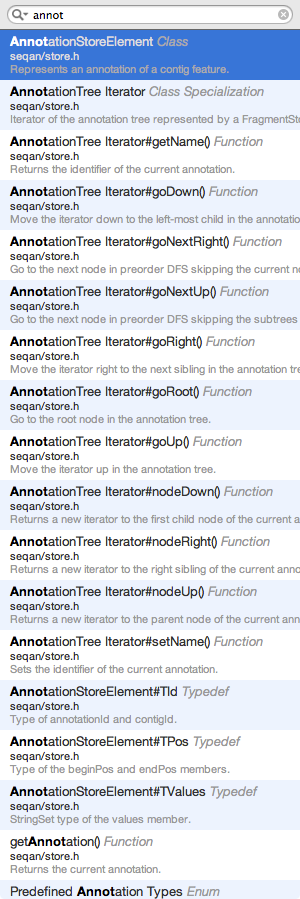 annot
AnnotationStoreElement Class
seqan/store.h
Represents an annotation of a contig feature.
AnnotationTree Iterator Class Specialization
seqan/store.h
Iterator of the annotation tree represented by a FragmentSto
AnnotationTree Iterator#getName() Function
seqan/store.h
Returns the identifier of the current annotation.
AnnotationTree Iterator#goDown() Function
seqan/store.h
Move the iterator down to the left-most child in the annotatio
AnnotationTree Iterator#goNextRight() Function
seqan/store.h
Go to the next node in preorder DFS skipping the current n
AnnotationTree Iterator#goNextUp() Function
seqan/store.h
Go to the next node in preorder DFS skipping the subtrees
AnnotationTree Iterator#goRight() Function
seqan/store.h
Move the iterator right to the next sibling in the annotation tre
AnnotationTree Iterator#goRoot() Function
seqan/store.h
Go to the root node in the annotation tree.
AnnotationTree Iterator#goUp() Function
seqan/store.h
Move the iterator up in the annotation tree.
AnnotationTree Iterator#nodeDown() Function
seqan/store.h
Returns a new iterator to the first child node of the current a
AnnotationTree Iterator#nodeRight() Function
seqan/store.h
Returns a new iterator to the right sibling of the current anno
AnnotationTree Iterator#nodeUp() Function
seqan/store.h
Returns a new iterator to the parent node of the current ann
AnnotationTree Iterator#setName() Function
seqan/store.h
Sets the identifier of the current annotation.
AnnotationStoreElement#TId Typedef
seqan/store.h
Type of annotationId and contigId.
AnnotationStoreElement#TPos Typedef
seqan/store.h
Type of the beginPos and endPos members.
AnnotationStoreElement#TValues Typedef
seqan/store.h
StringSet type of the values member.
getAnnotation() Function
seqan/store.h
Returns the current annotation.
Predefined Annotation Types Enum